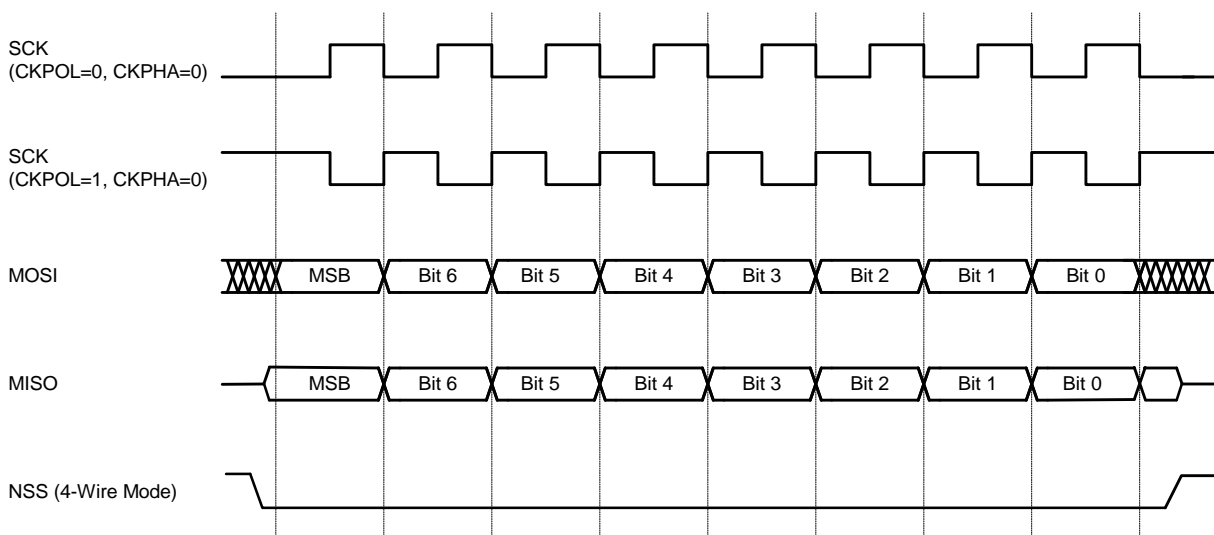 SCK
(CKPOL=0, CKPHA=0)
SCK
(CKPOL=1, CKPHA=0)
MOSI MSB Bit 6 Bit 5 Bit 4 Bit 3 Bit 2 Bit 1 Bit 0
MISO MSB Bit 6 Bit 5 Bit 4 Bit 3 Bit 2 Bit 1 Bit 0
NSS (4-Wire Mode)